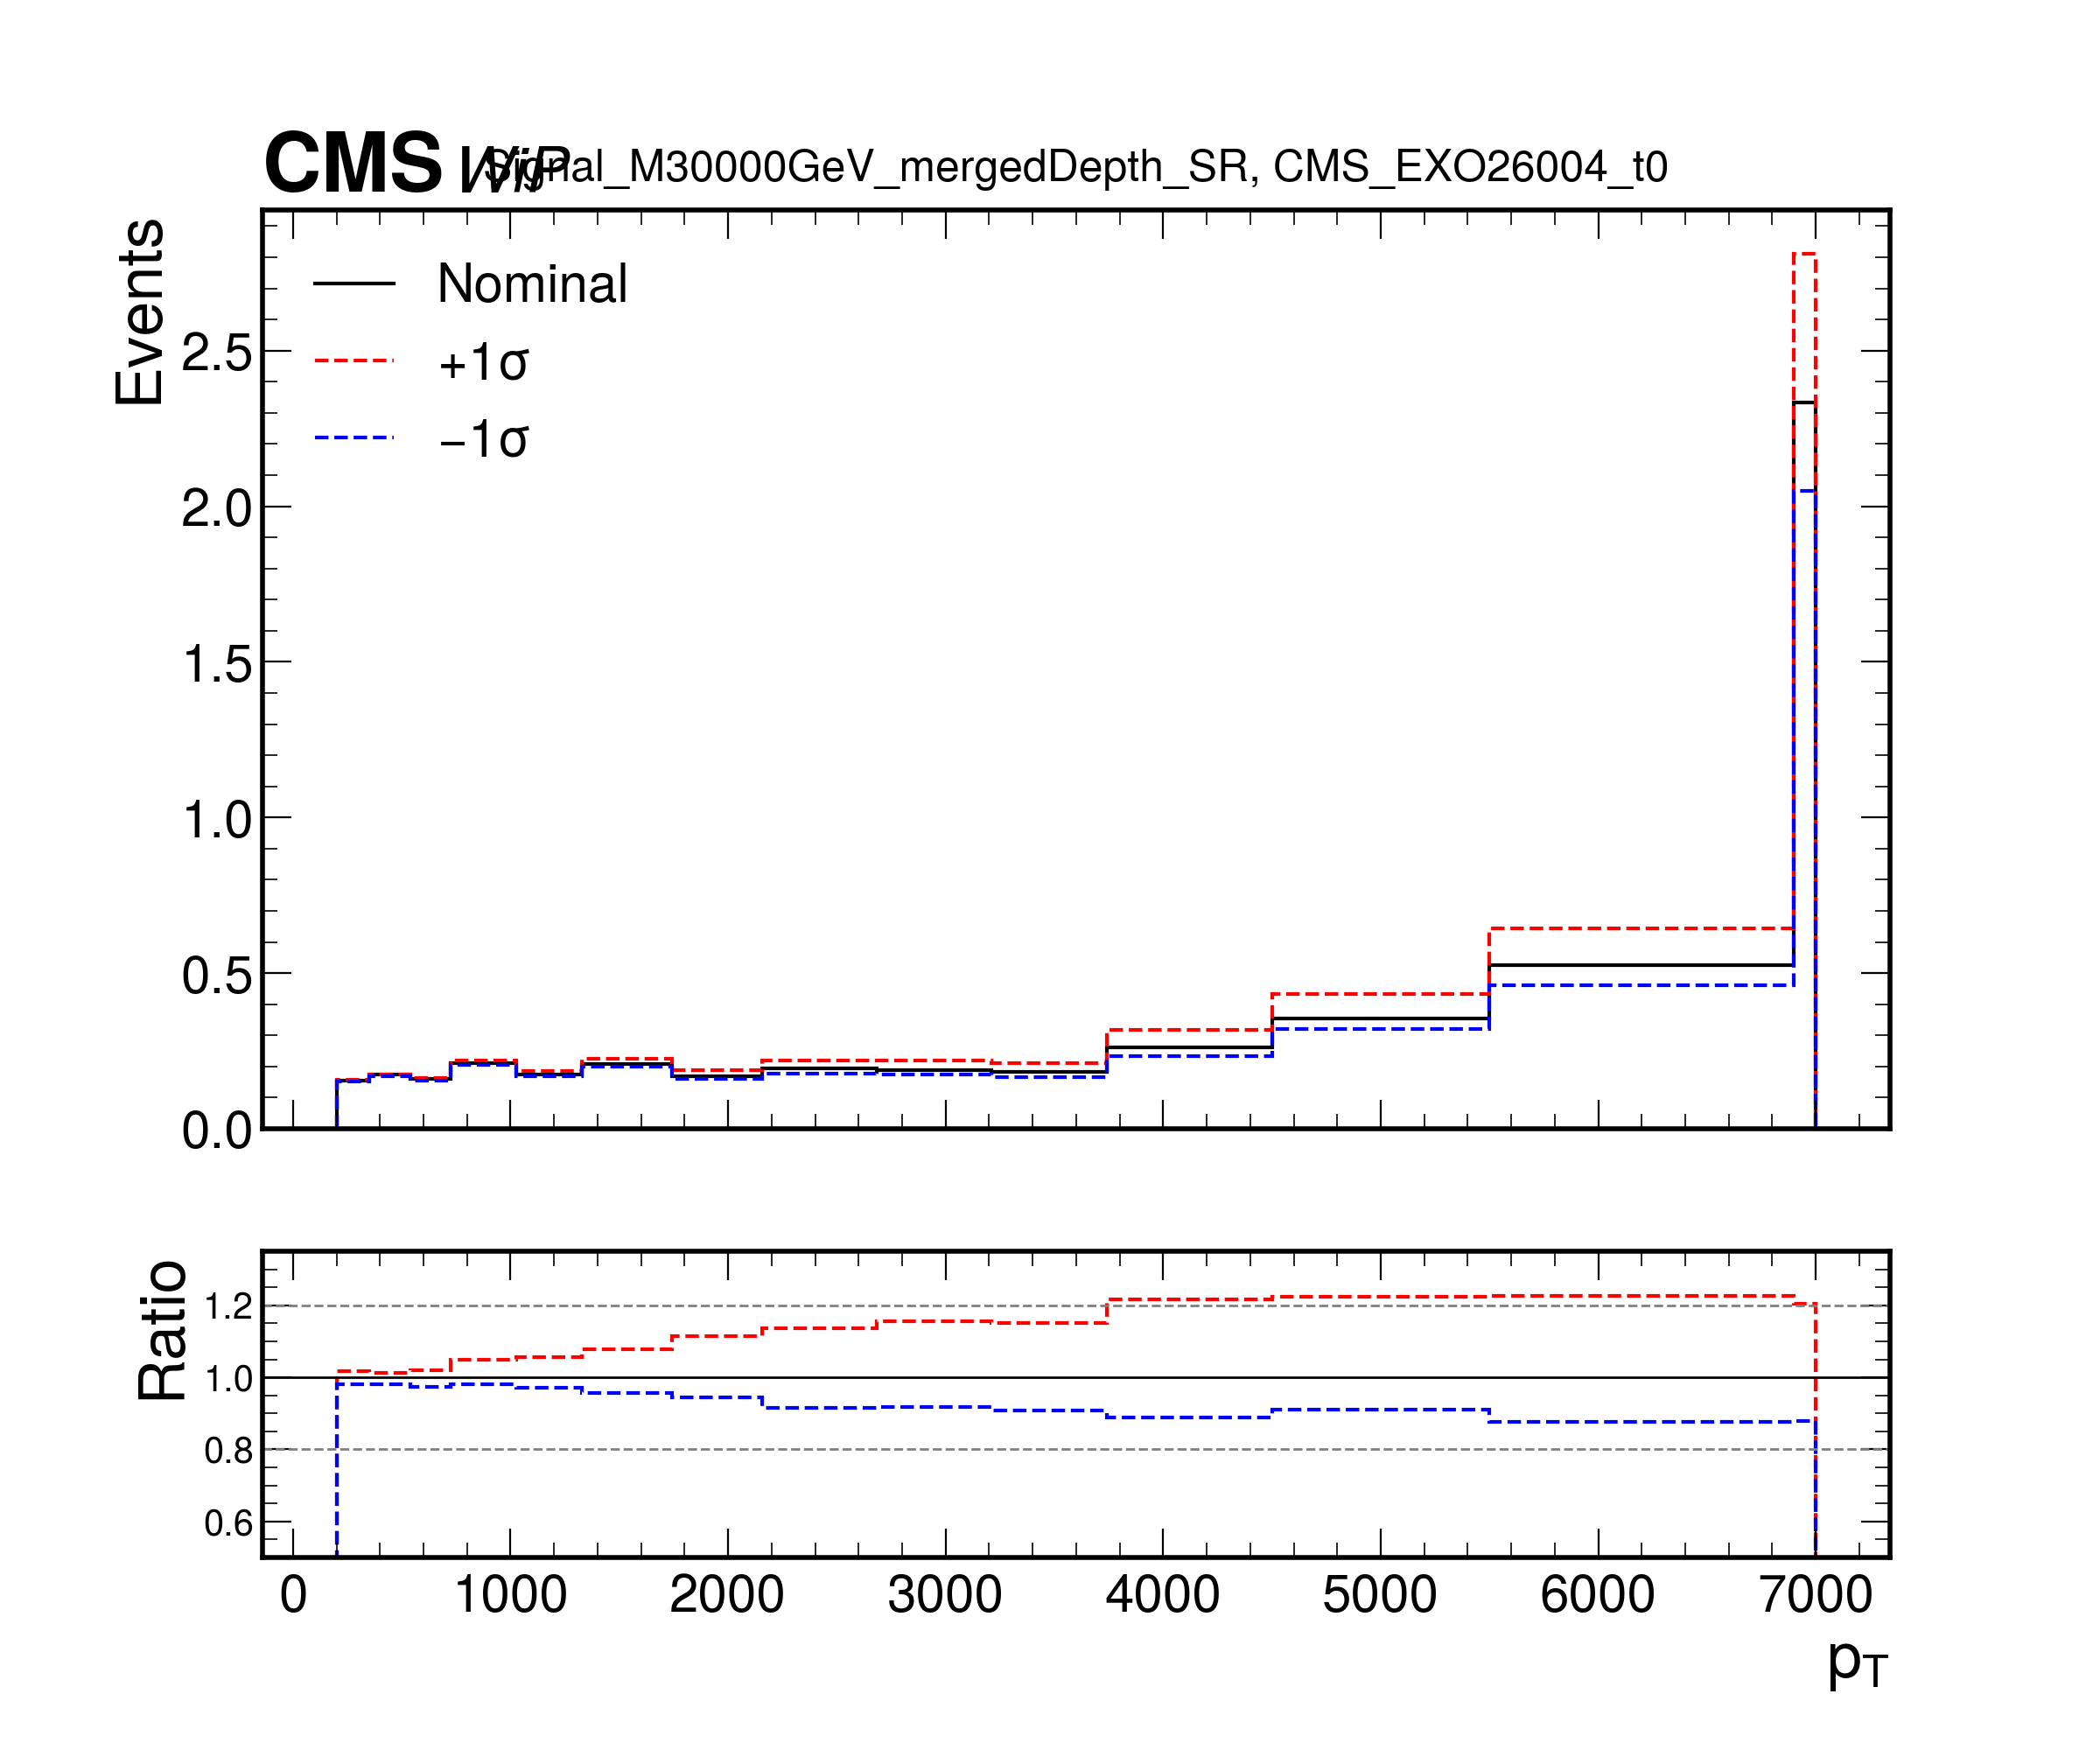 CMS WiP Signal_M30000GeV_mergedDepth_SR, CMS_EXO26004_t0
Events
Nominal
+1σ
−1σ
2.5
2.0
1.5
1.0
0.5
0.0
Ratio
1.2
1.0
0.8
0.6
0 1000 2000 3000 4000 5000 6000 7000
pT